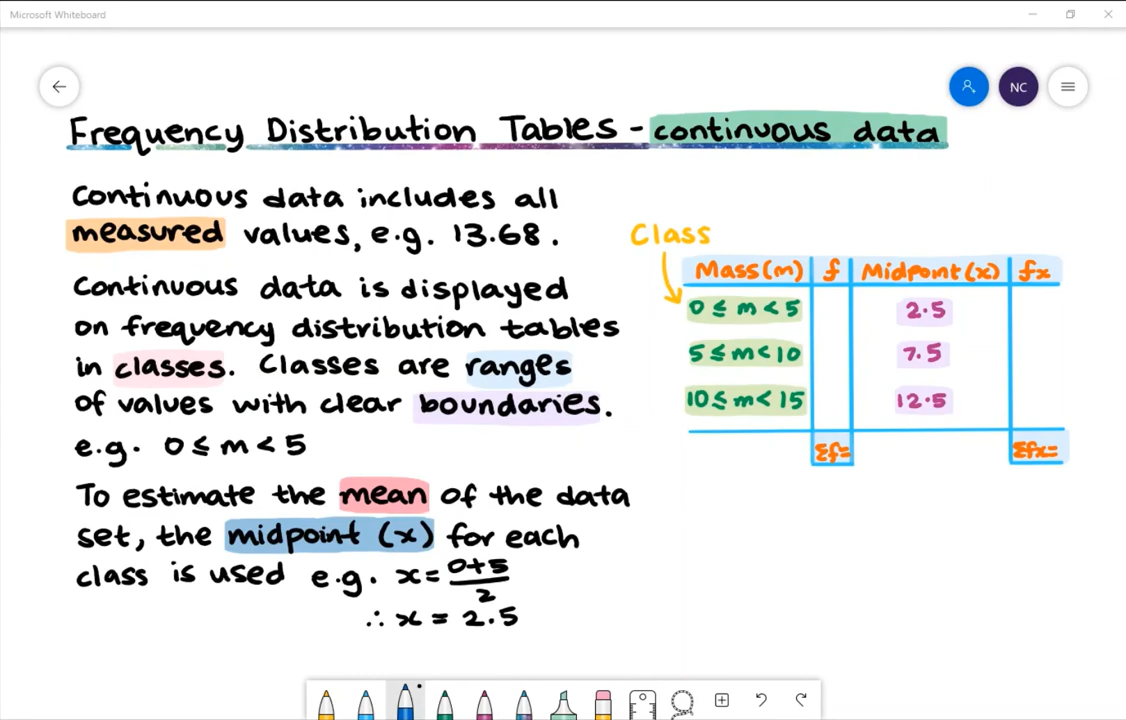 Microsoft Whiteboard
NC
Frequency Distribution Tables - continuous data
Continuous data includes all
measured values, e.g. 13.68.
Continuous data is displayed
on frequency distribution tables
in classes. Classes are ranges
of values with clear boundaries.
e.g. 0 ≤ m < 5
To estimate the mean of the data
set, the midpoint (x) for each
class is used e.g. x = 0+5/2
∴ x = 2.5
Class
Mass (m) f Midpoint (x) fx
0 ≤ m < 5 2.5
5 ≤ m < 10 7.5
10 ≤ m < 15 12.5
Σf= Σfx=